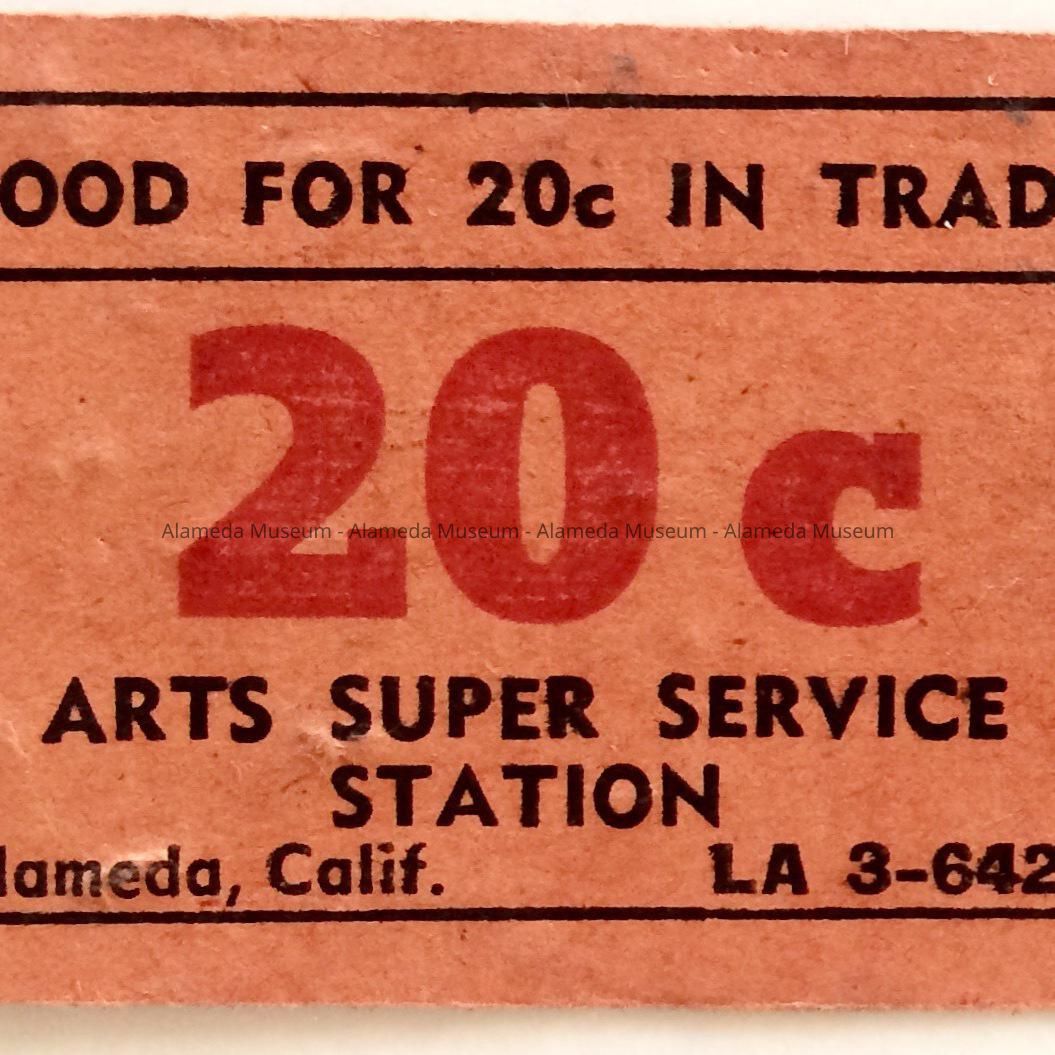 OOD FOR 20c IN TRAD
20c
Alameda Museum - Alameda Museum - Alameda Museum - Alameda Museum
ARTS SUPER SERVICE
STATION
lameda, Calif. LA 3-642